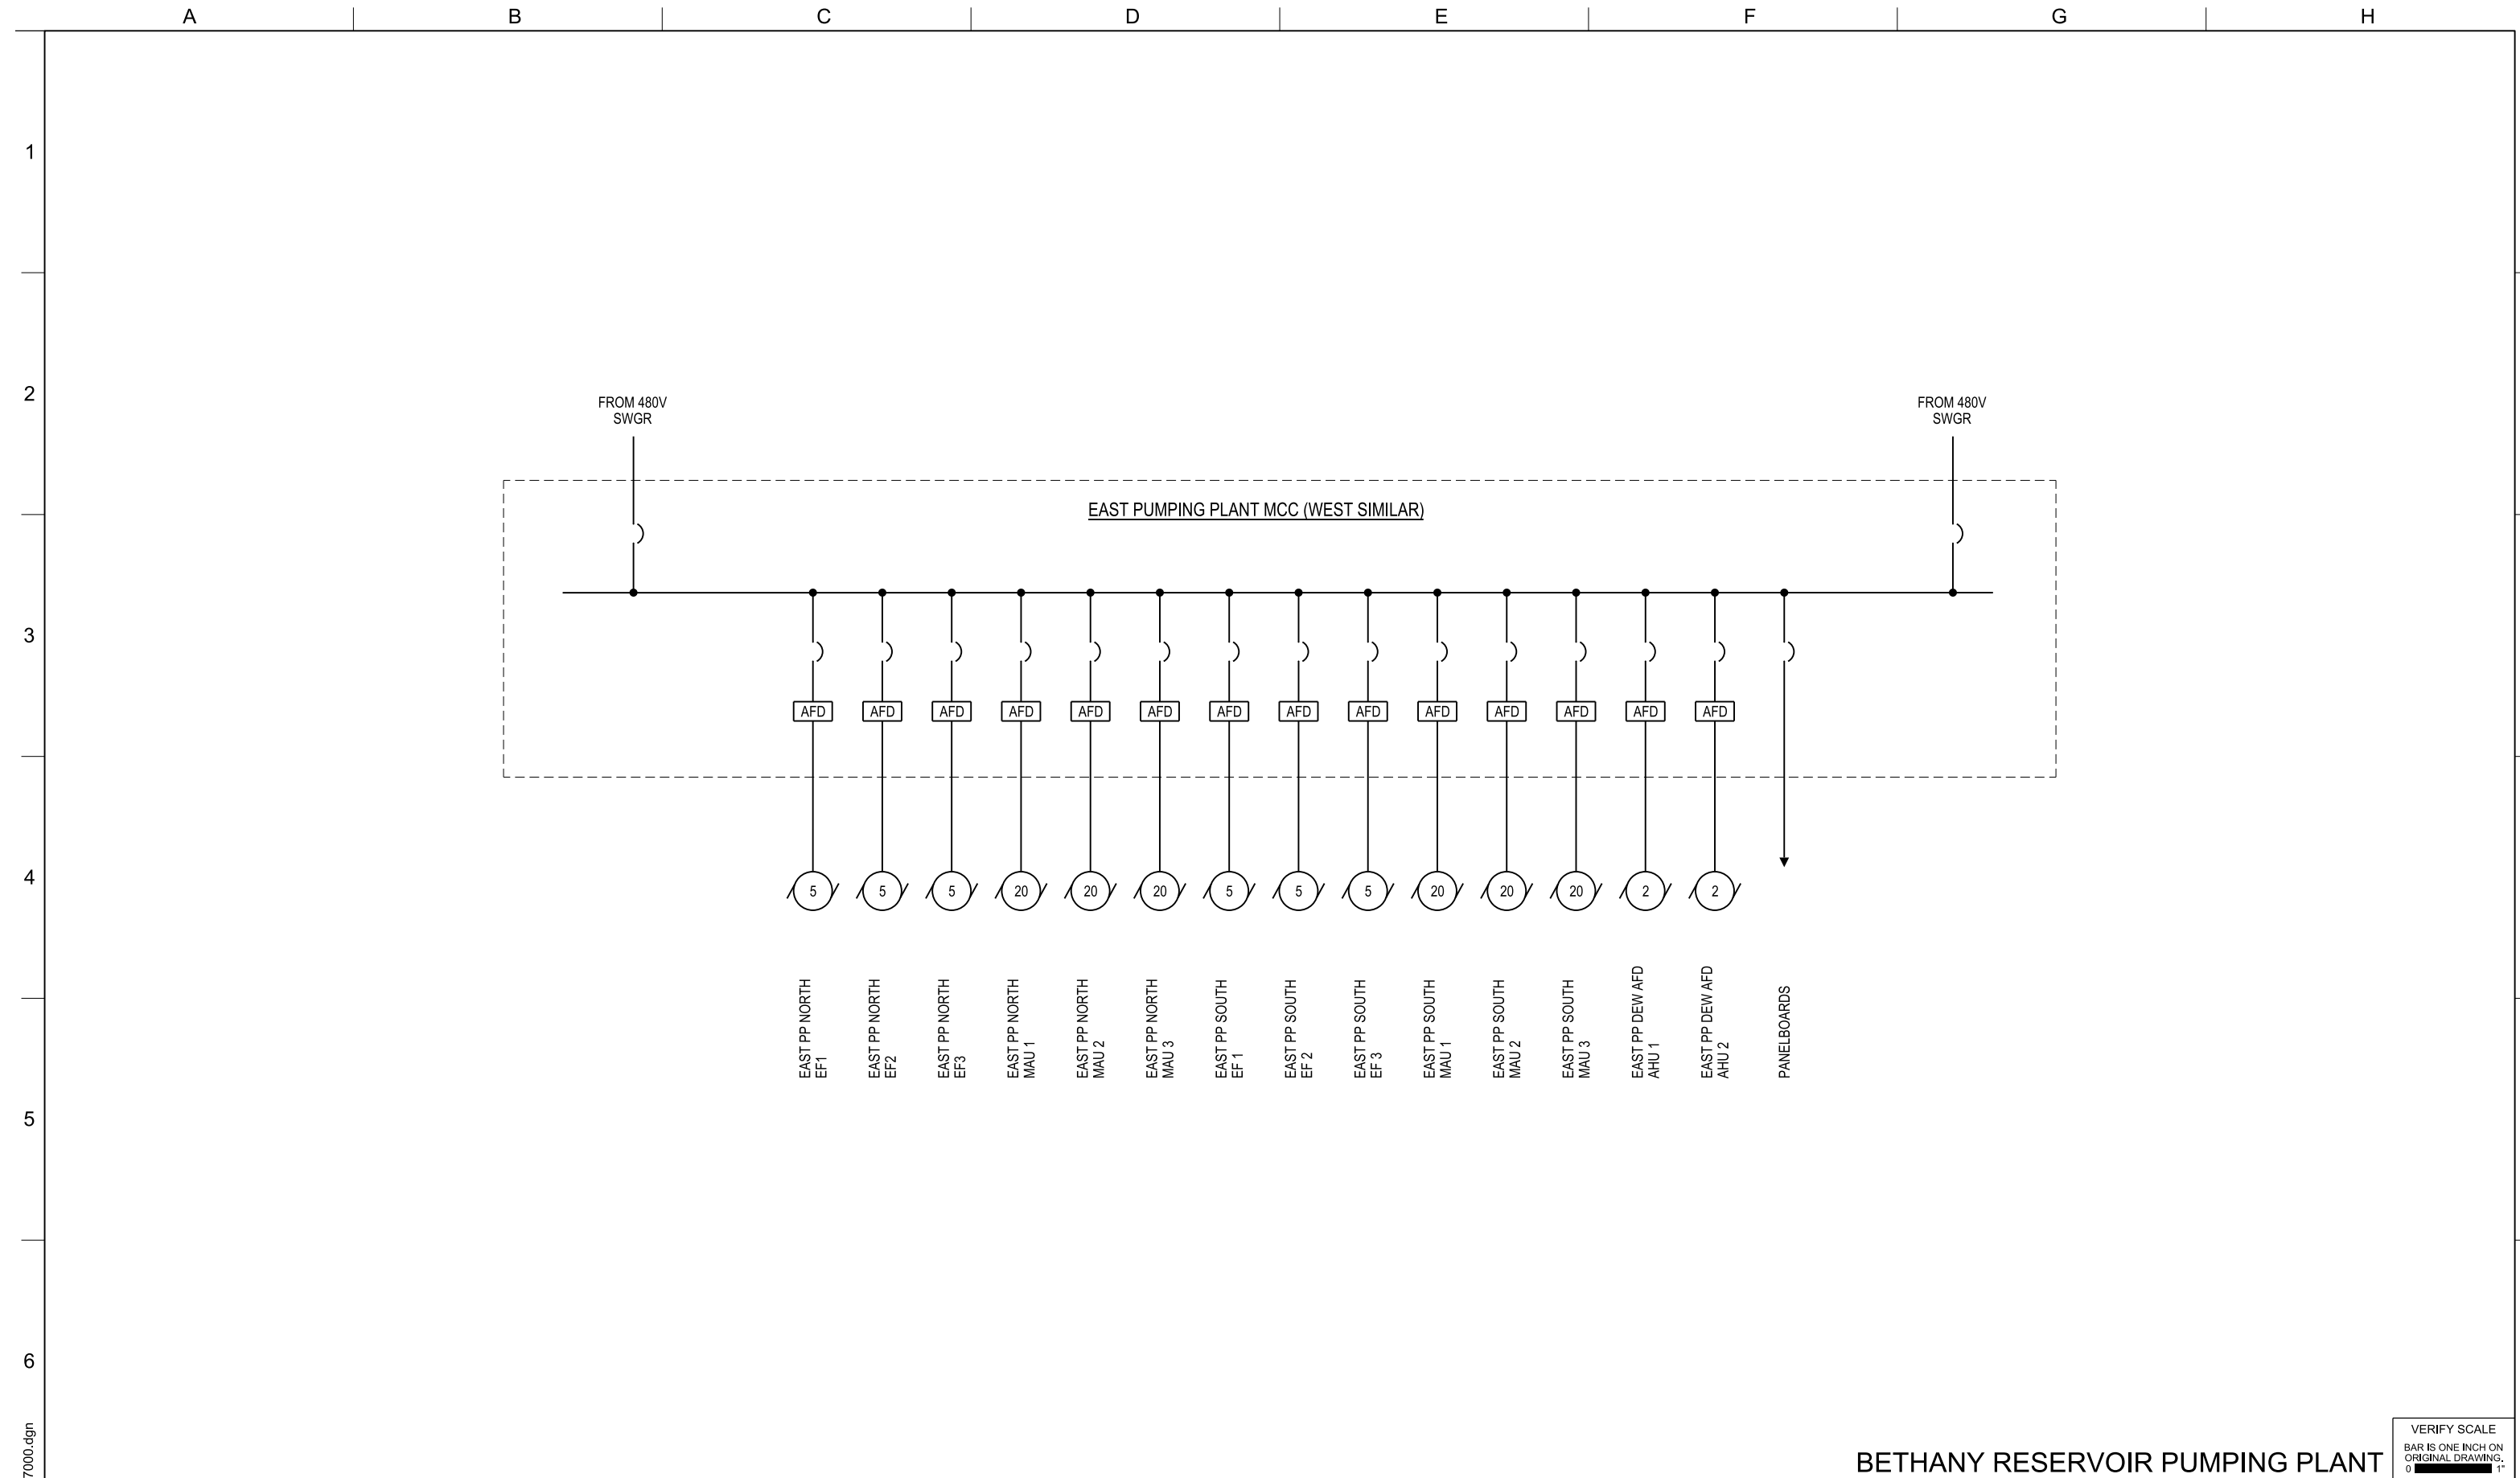 A B C D E F G H
1
2
FROM 480V
SWGR
FROM 480V
SWGR
EAST PUMPING PLANT MCC (WEST SIMILAR)
3
AFD AFD AFD AFD AFD AFD AFD AFD AFD AFD AFD AFD AFD AFD
4
5 5 5 20 20 20 5 5 5 20 20 20 2 2
EAST PP NORTH
EF1
EAST PP NORTH
EF2
EAST PP NORTH
EF3
EAST PP NORTH
MAU 1
EAST PP NORTH
MAU 2
EAST PP NORTH
MAU 3
EAST PP SOUTH
EF 1
EAST PP SOUTH
EF 2
EAST PP SOUTH
EF 3
EAST PP SOUTH
MAU 1
EAST PP SOUTH
MAU 2
EAST PP SOUTH
MAU 3
EAST PP DEW AFD
AHU 1
EAST PP DEW AFD
AHU 2
PANELBOARDS
5
6
7000.dgn
BETHANY RESERVOIR PUMPING PLANT
VERIFY SCALE
BAR IS ONE INCH ON
ORIGINAL DRAWING.
0 1"